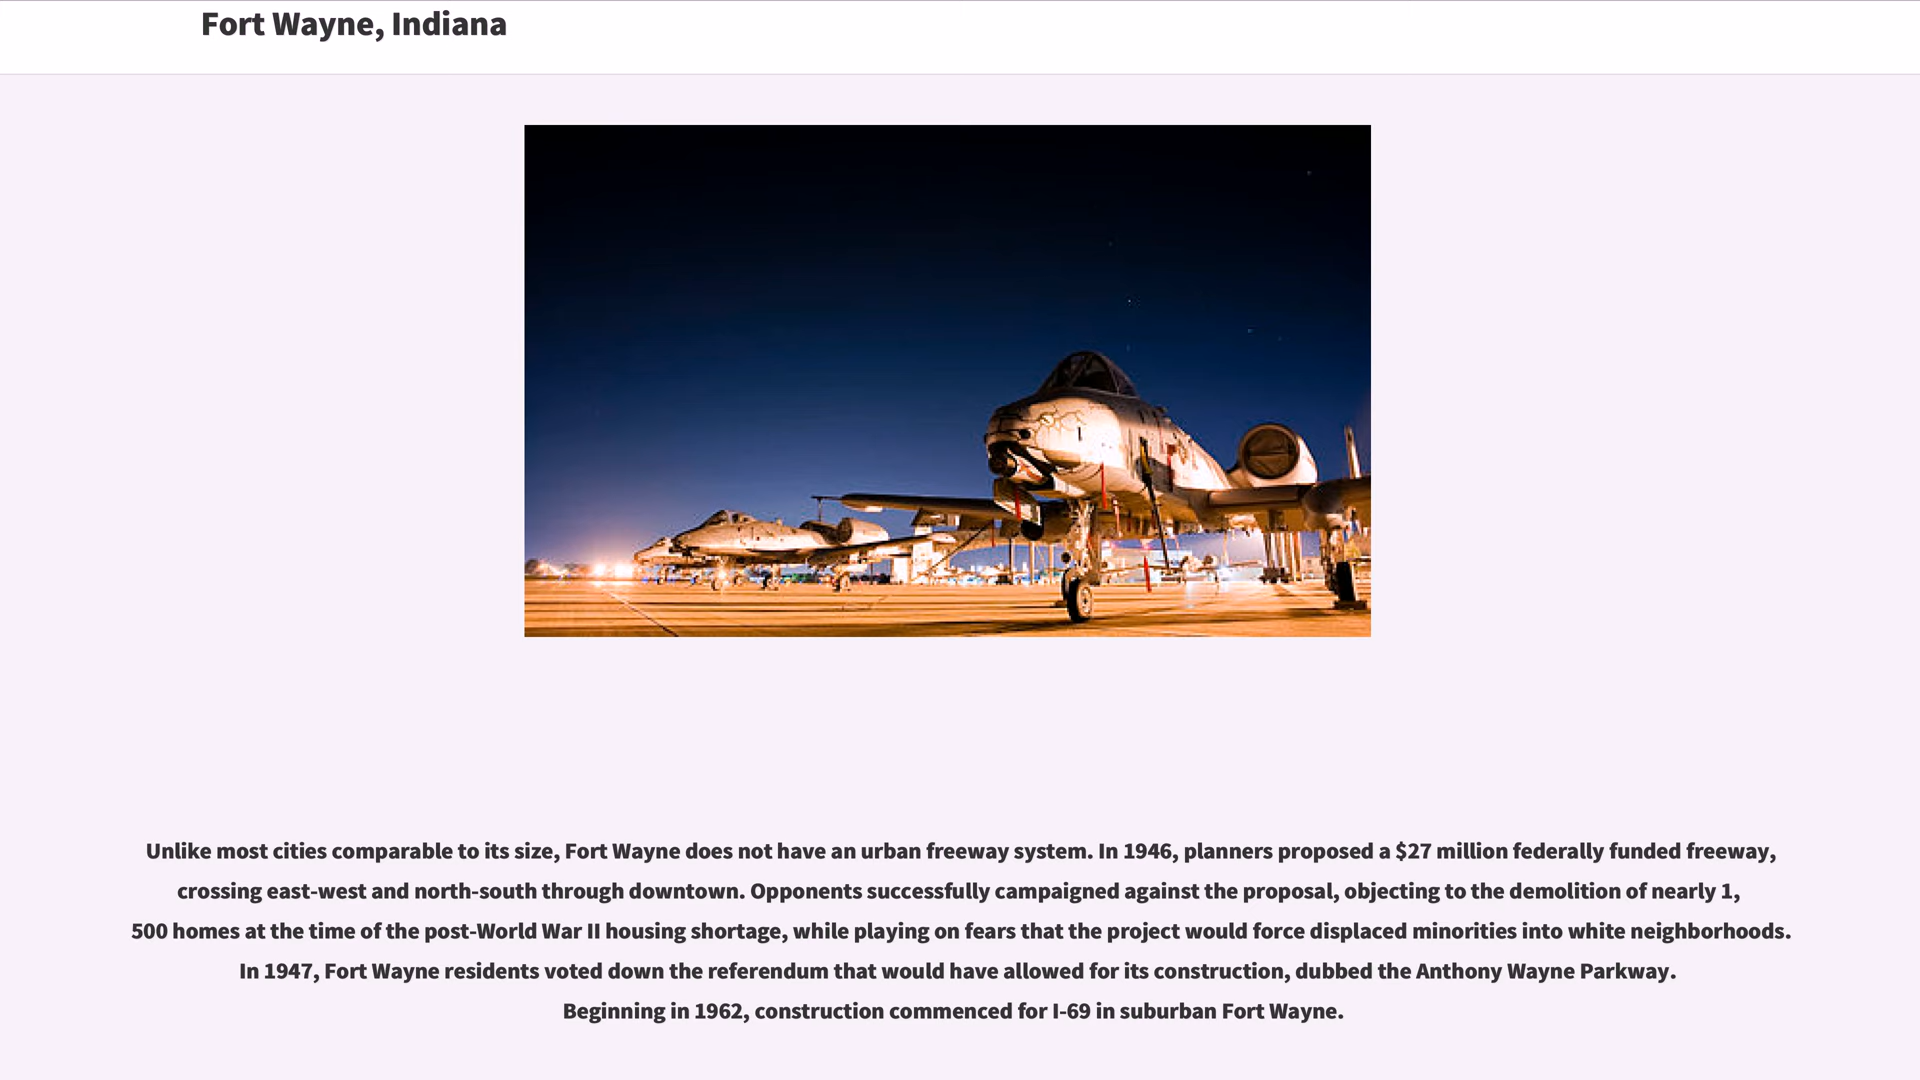 Fort Wayne, Indiana
Unlike most cities comparable to its size, Fort Wayne does not have an urban freeway system. In 1946, planners proposed a $27 million federally funded freeway,
crossing east-west and north-south through downtown. Opponents successfully campaigned against the proposal, objecting to the demolition of nearly 1,
500 homes at the time of the post-World War II housing shortage, while playing on fears that the project would force displaced minorities into white neighborhoods.
In 1947, Fort Wayne residents voted down the referendum that would have allowed for its construction, dubbed the Anthony Wayne Parkway.
Beginning in 1962, construction commenced for I-69 in suburban Fort Wayne.